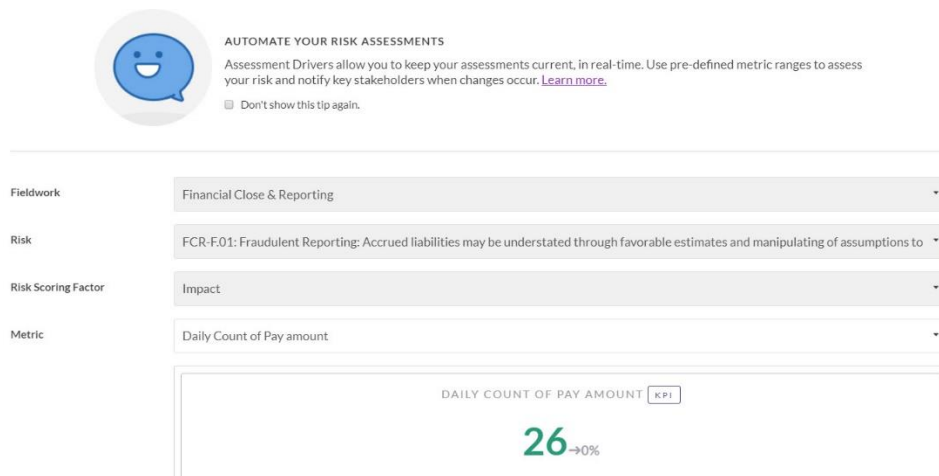 AUTOMATE YOUR RISK ASSESSMENTS
Assessment Drivers allow you to keep your assessments current, in real-time. Use pre-defined metric ranges to assess
your risk and notify key stakeholders when changes occur. Learn more.
Don't show this tip again.
Fieldwork
Financial Close & Reporting
Risk
FCR-F.01: Fraudulent Reporting: Accrued liabilities may be understated through favorable estimates and manipulating of assumptions to
Risk Scoring Factor
Impact
Metric
Daily Count of Pay amount
DAILY COUNT OF PAY AMOUNT KPI
26→0%